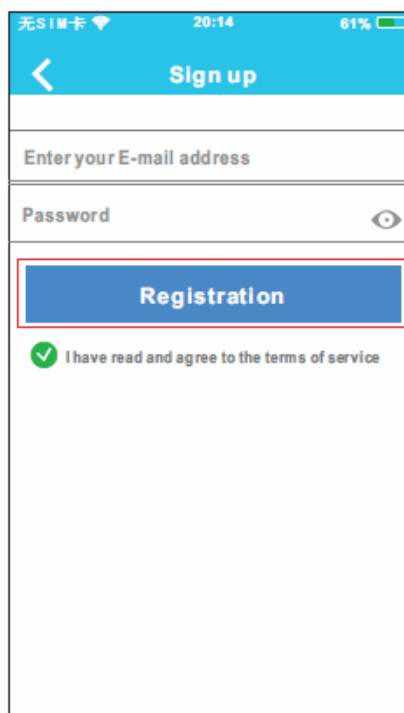 无SIM卡 20:14 61%
Sign up
Enter your E-mail address
Password
Registration
I have read and agree to the terms of service